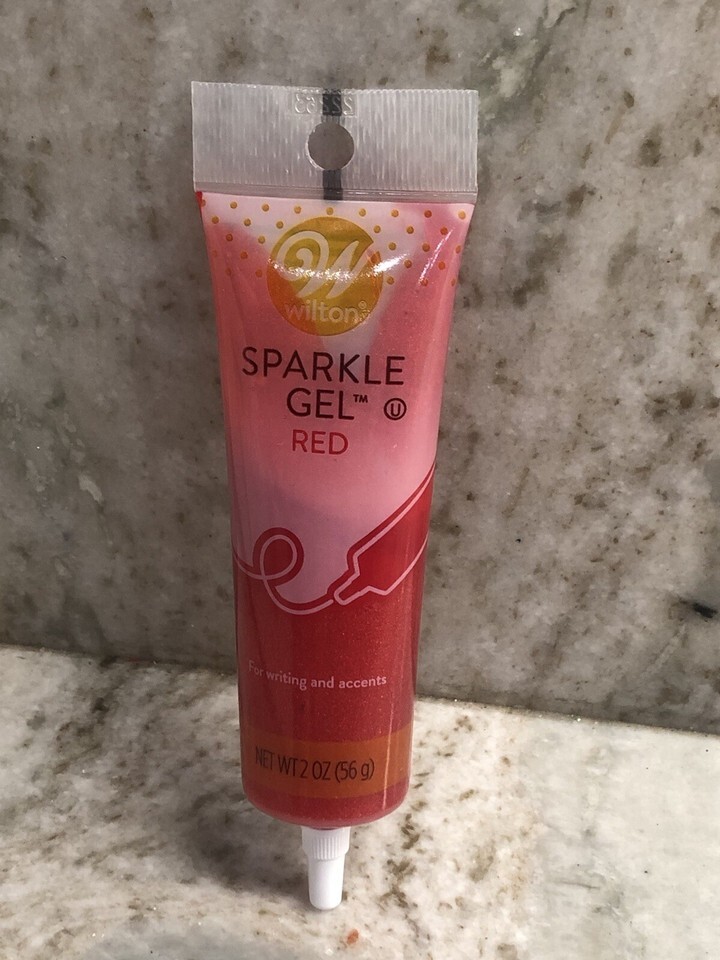 W
wilton®
SPARKLE
GEL™ Ⓤ
RED
For writing and accents
NET WT 2 OZ (56 g)